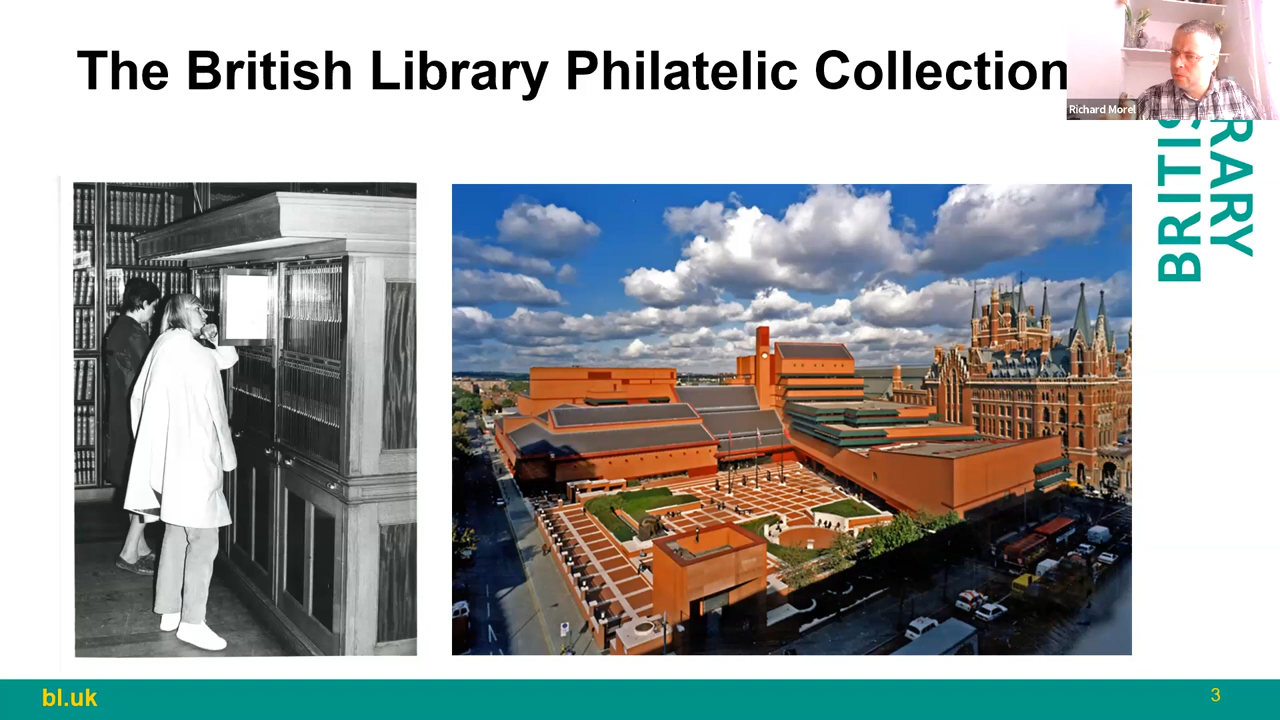 The British Library Philatelic Collection
Richard Morel
BRITIS
RARY
bl.uk
3